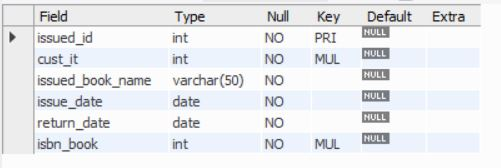 Field Type Null Key Default Extra
issued_id int NO PRI NULL
cust_it int NO MUL NULL
issued_book_name varchar(50) NO NULL
issue_date date NO NULL
return_date date NO NULL
isbn_book int NO MUL NULL